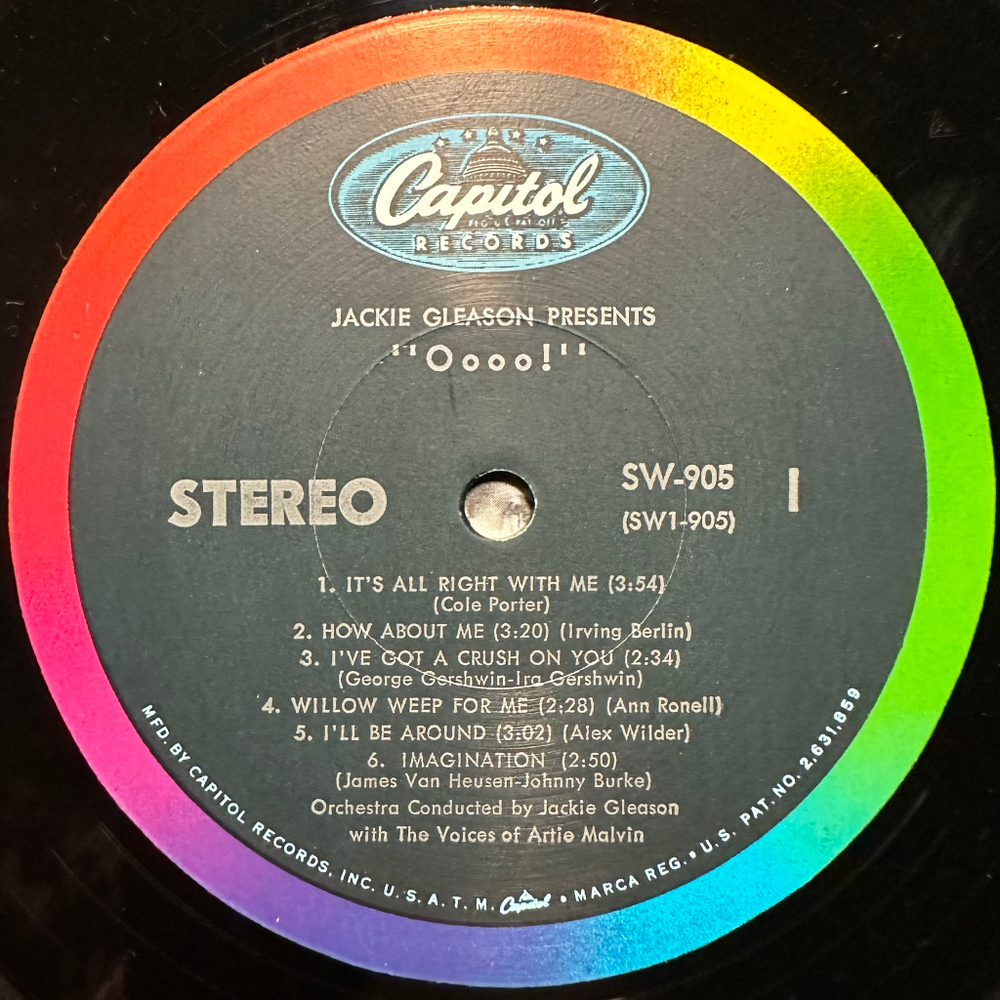 Capitol
REG. U.S. PAT. OFF.
RECORDS
JACKIE GLEASON PRESENTS
"Oooo!"
STEREO
SW-905
(SW1-905)
1
1. IT'S ALL RIGHT WITH ME (3:54)
(Cole Porter)
2. HOW ABOUT ME (3:20) (Irving Berlin)
3. I'VE GOT A CRUSH ON YOU (2:34)
(George Gershwin-Ira Gershwin)
4. WILLOW WEEP FOR ME (2:28) (Ann Ronell)
5. I'LL BE AROUND (3:02) (Alex Wilder)
6. IMAGINATION (2:50)
(James Van Heusen-Johnny Burke)
Orchestra Conducted by Jackie Gleason
with The Voices of Artie Malvin
MFD. BY CAPITOL RECORDS, INC. U.S.A. T.M. Capitol • MARCA REG. • U.S. PAT. NO. 2,631,859